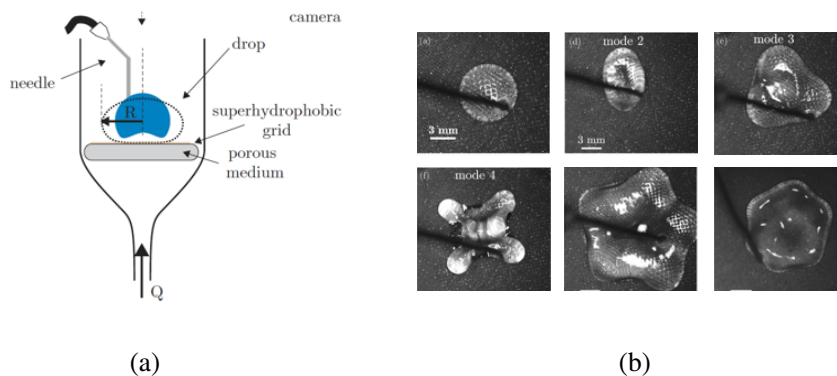 camera
drop
needle
R
superhydrophobic
grid
porous
medium
Q
(a)
(a)
3 mm
(d) mode 2
3 mm
(e) mode 3
(f) mode 4
(b)